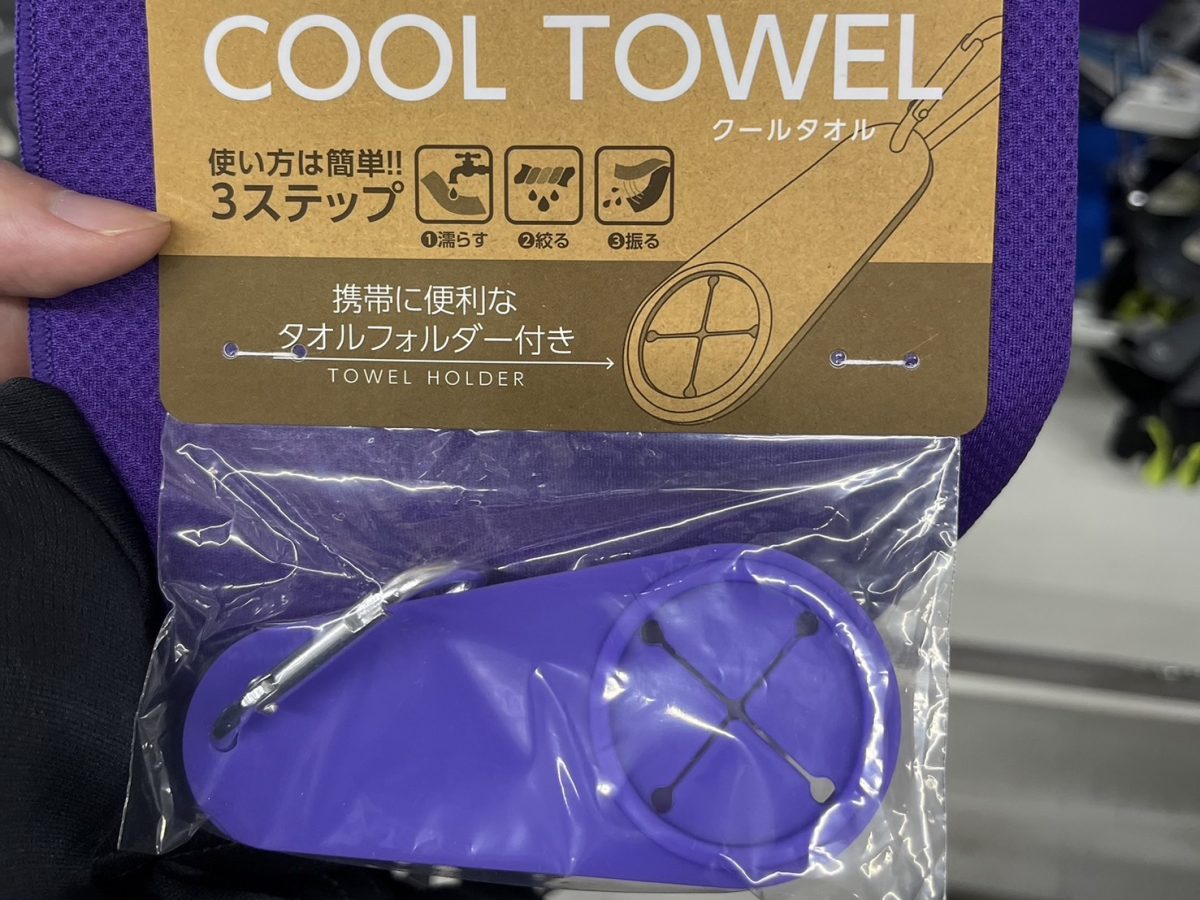 COOL TOWEL
クールタオル
使い方は簡単!!
3ステップ
❶濡らす ❷絞る ❸振る
携帯に便利な
タオルフォルダー付き
TOWEL HOLDER